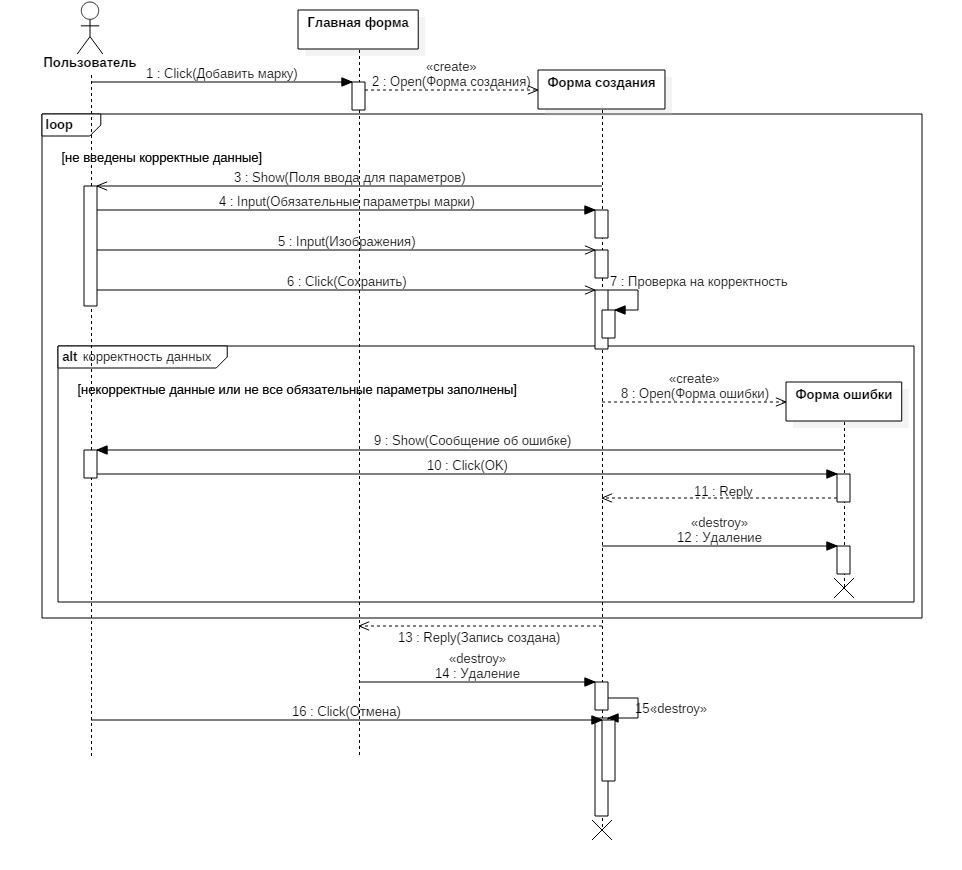 Главная форма
Пользователь
1 : Click(Добавить марку)
«create»
2 : Open(Форма создания)
Форма создания
loop
[не введены корректные данные]
3 : Show(Поля ввода для параметров)
4 : Input(Обязательные параметры марки)
5 : Input(Изображения)
6 : Click(Сохранить)
7 : Проверка на корректность
alt корректность данных
[некорректные данные или не все обязательные параметры заполнены]
«create»
8 : Open(Форма ошибки)
Форма ошибки
9 : Show(Сообщение об ошибке)
10 : Click(OK)
11 : Reply
«destroy»
12 : Удаление
13 : Reply(Запись создана)
«destroy»
14 : Удаление
15 «destroy»
16 : Click(Отмена)